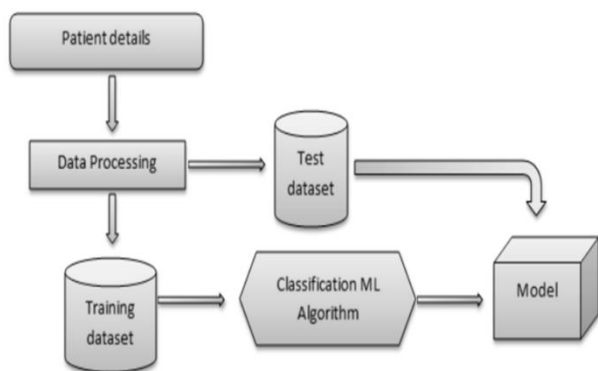 Patient details
Data Processing
Test
dataset
Training
dataset
Classification ML
Algorithm
Model